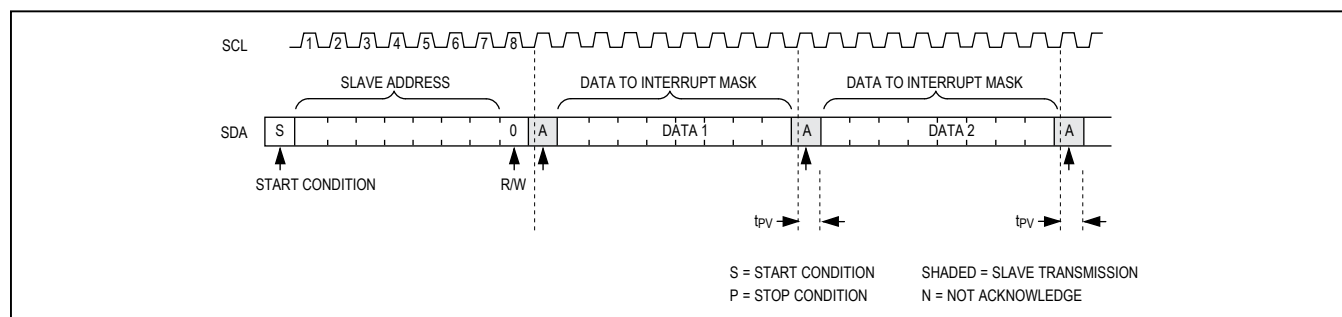 SCL 1 2 3 4 5 6 7 8
SLAVE ADDRESS DATA TO INTERRUPT MASK DATA TO INTERRUPT MASK
SDA S 0 A DATA 1 A DATA 2 A
START CONDITION R/W
tPV tPV
S = START CONDITION SHADED = SLAVE TRANSMISSION
P = STOP CONDITION N = NOT ACKNOWLEDGE